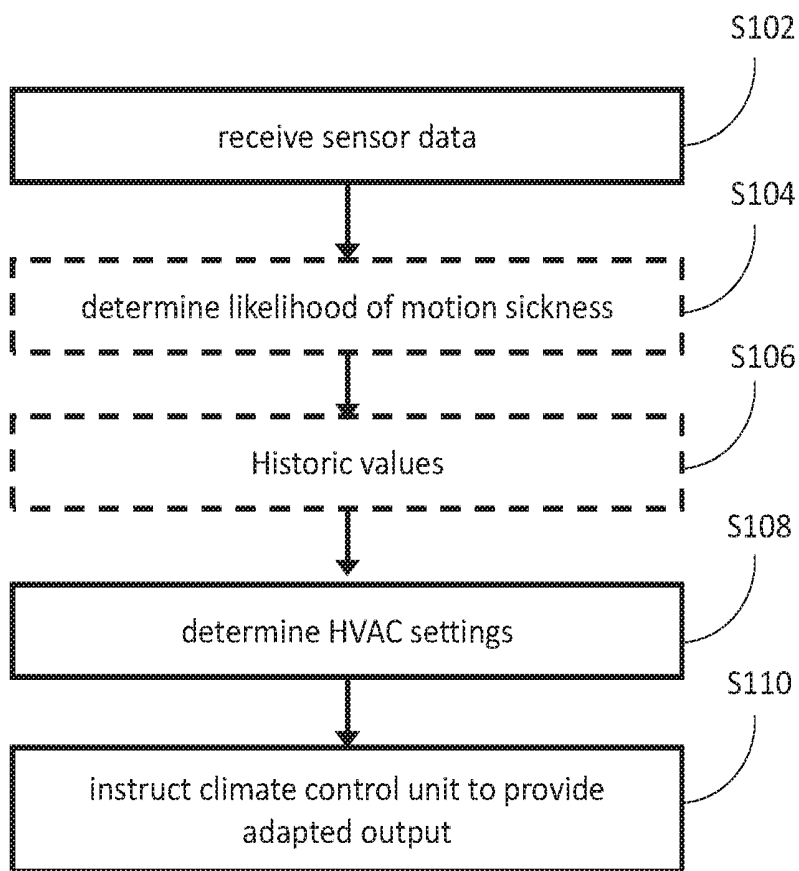 S102
receive sensor data
S104
determine likelihood of motion sickness
S106
Historic values
S108
determine HVAC settings
S110
instruct climate control unit to provide
adapted output